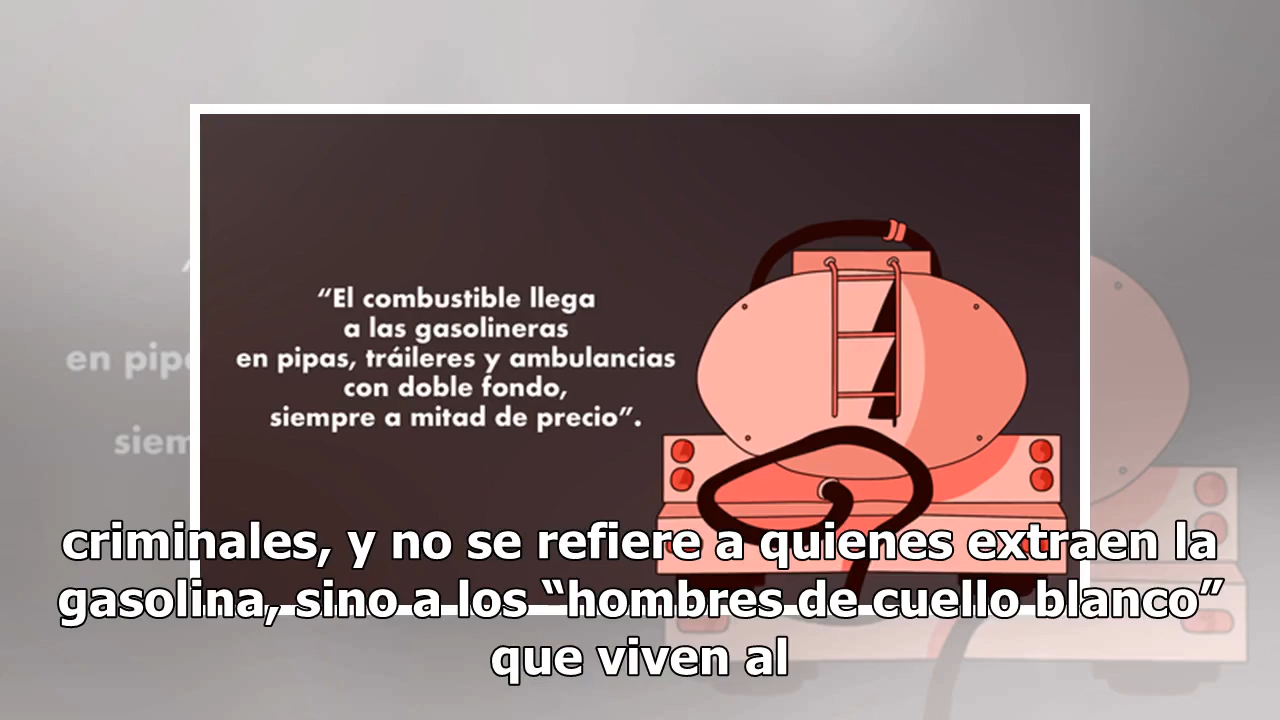 “El combustible llega
a las gasolineras
en pipas, tráileres y ambulancias
con doble fondo,
siempre a mitad de precio”.
criminales, y no se refiere a quienes extraen la
gasolina, sino a los “hombres de cuello blanco”
que viven al